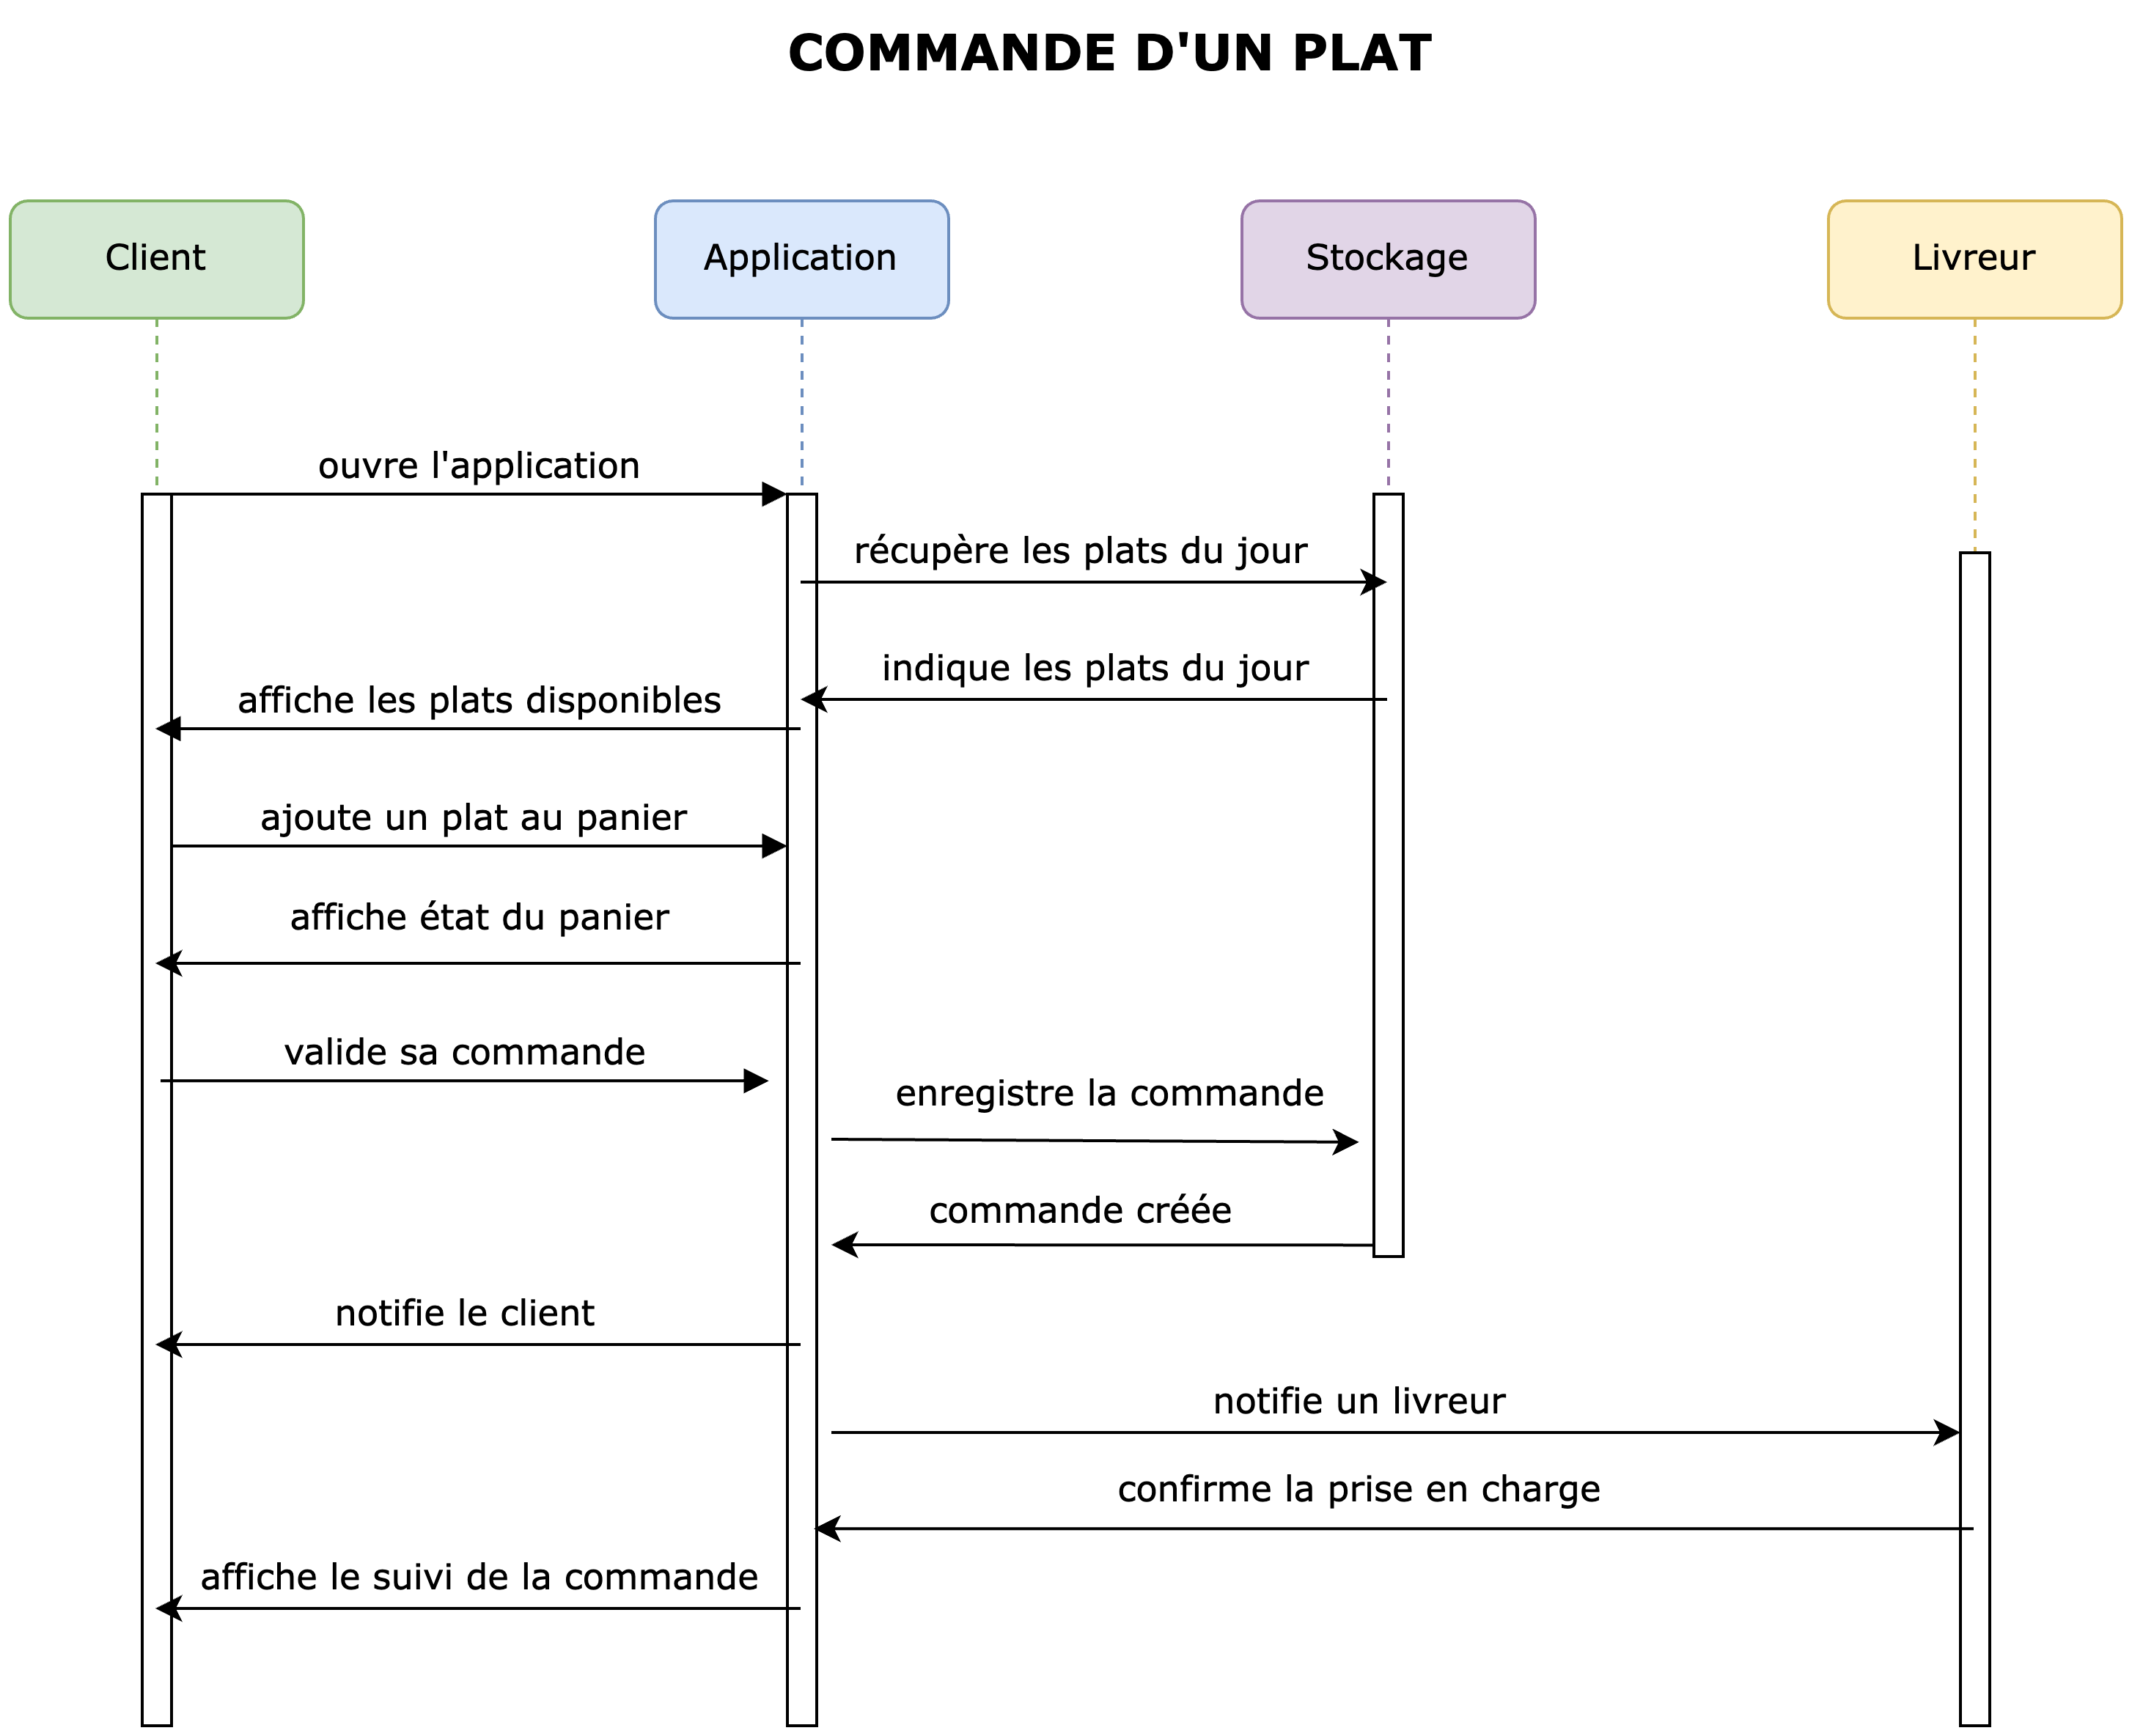 COMMANDE D'UN PLAT
Client
Application
Stockage
Livreur
ouvre l'application
récupère les plats du jour
indique les plats du jour
affiche les plats disponibles
ajoute un plat au panier
affiche état du panier
valide sa commande
enregistre la commande
commande créée
notifie le client
notifie un livreur
confirme la prise en charge
affiche le suivi de la commande